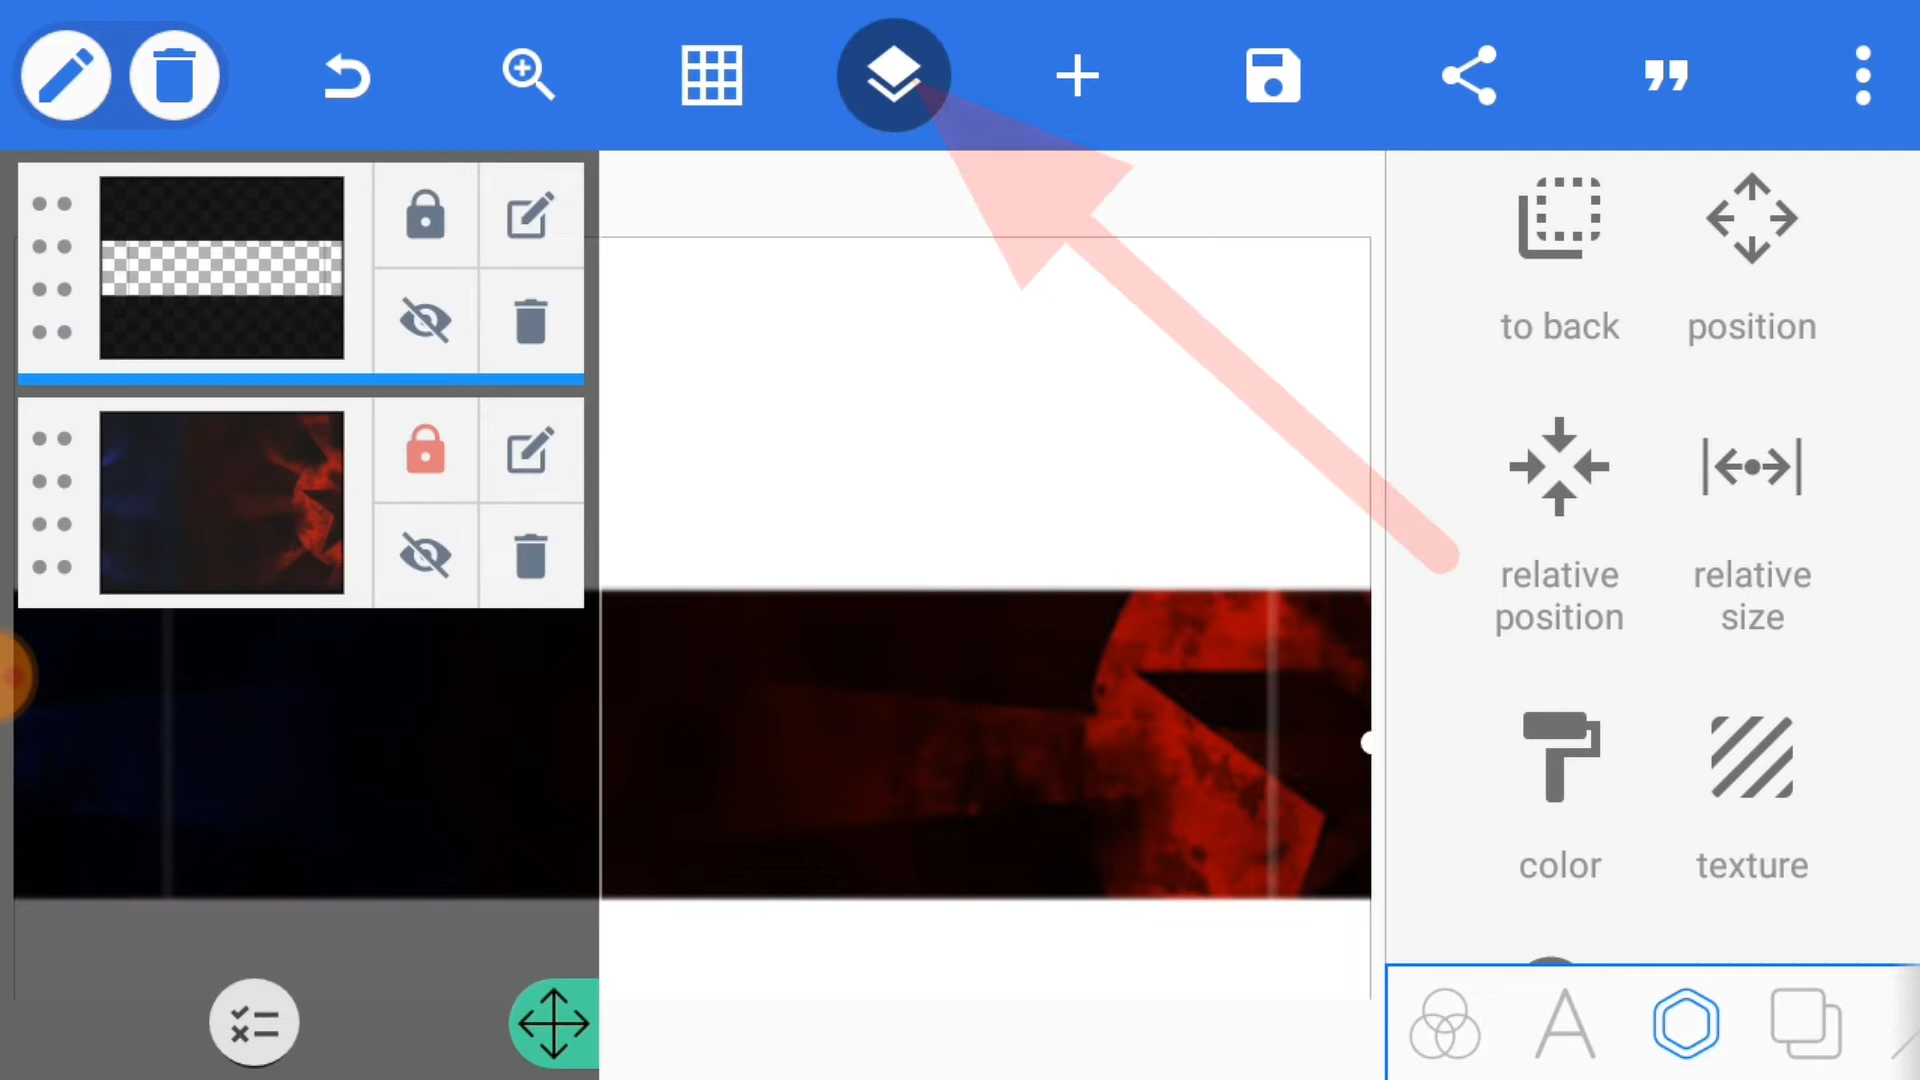 to back
position
relative
position
relative
size
color
texture